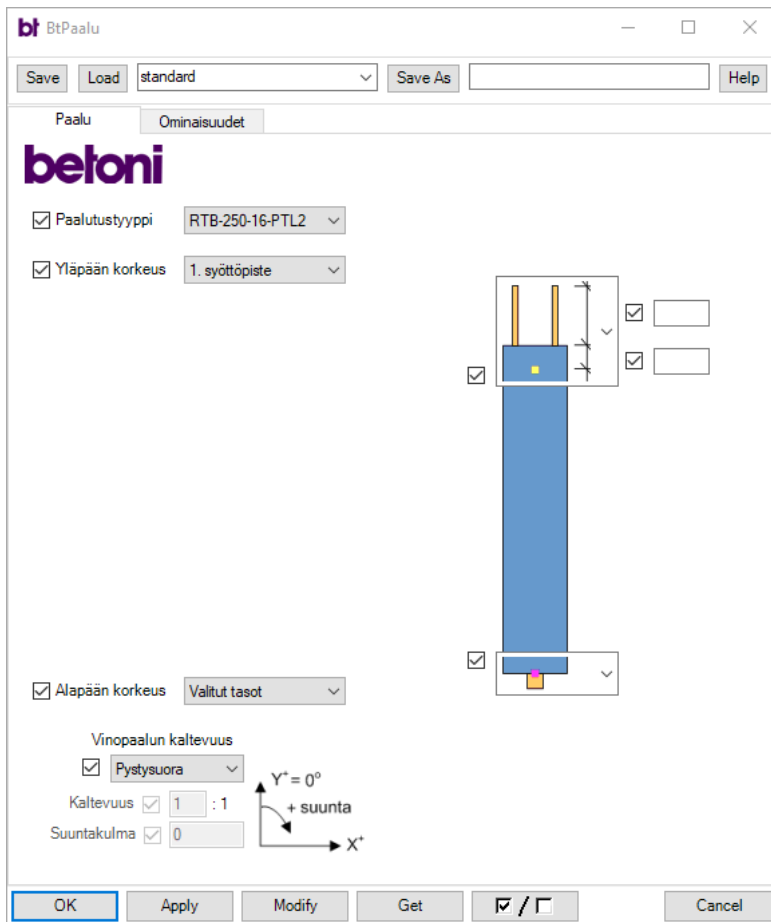 bt BtPaalu
Save Load standard Save As Help
Paalu Ominaisuudet
betoni
Paalutustyyppi RTB-250-16-PTL2
Yläpään korkeus 1. syöttöpiste
Alapään korkeus Valitut tasot
Vinopaalun kaltevuus
Pystysuora
Kaltevuus 1 : 1
Suuntakulma 0
Y⁺ = 0°
+ suunta
X⁺
OK Apply Modify Get / Cancel